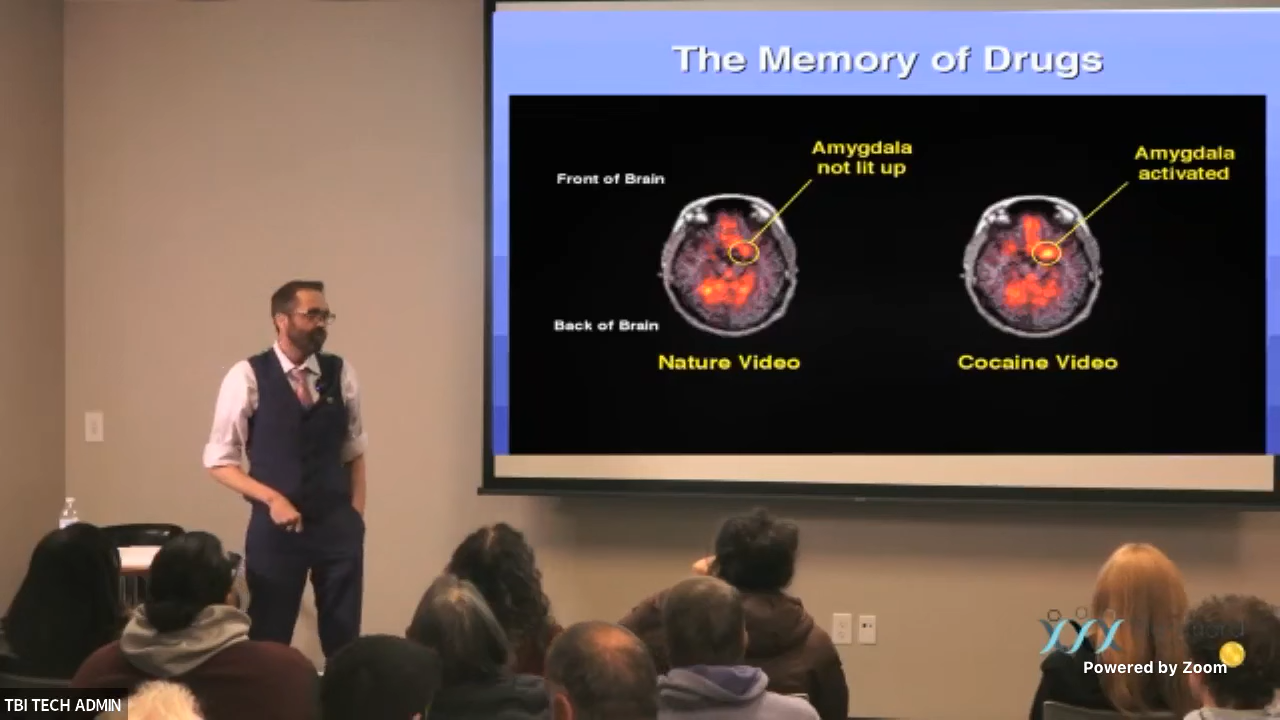 The Memory of Drugs
Amygdala
not lit up
Amygdala
activated
Front of Brain
Back of Brain
Nature Video
Cocaine Video
Powered by Zoom
TBI TECH ADMIN